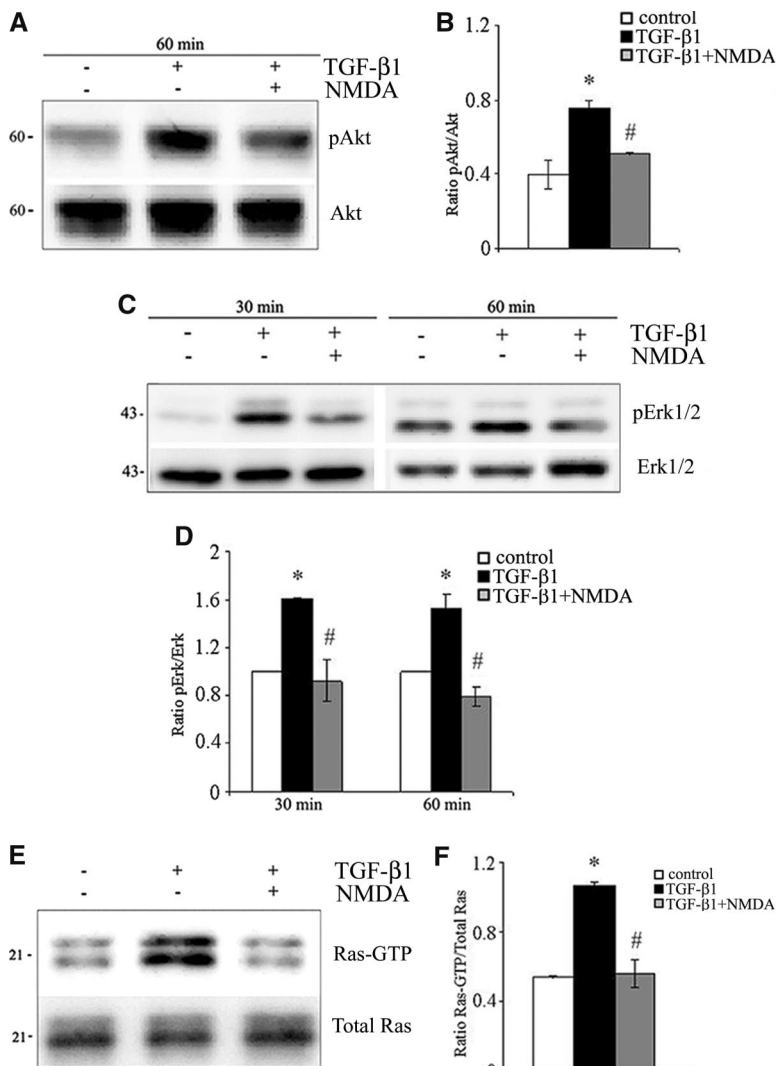 A
60 min
- + + TGF-β1
- - + NMDA
60- pAkt
60- Akt
B
control
TGF-β1
TGF-β1+NMDA
Ratio pAkt/Akt
1.2
0.8
0.4
0
*
#
C
30 min 60 min
- + + - + + TGF-β1
- - + - - + NMDA
43- pErk1/2
43- Erk1/2
D
control
TGF-β1
TGF-β1+NMDA
Ratio pErk/Erk
2
1.6
1.2
0.8
0.4
0
* *
# #
30 min 60 min
E
- + + TGF-β1
- - + NMDA
21- Ras-GTP
21- Total Ras
F
control
TGF-β1
TGF-β1+NMDA
Ratio Ras-GTP/Total Ras
1.2
0.8
0.4
*
#